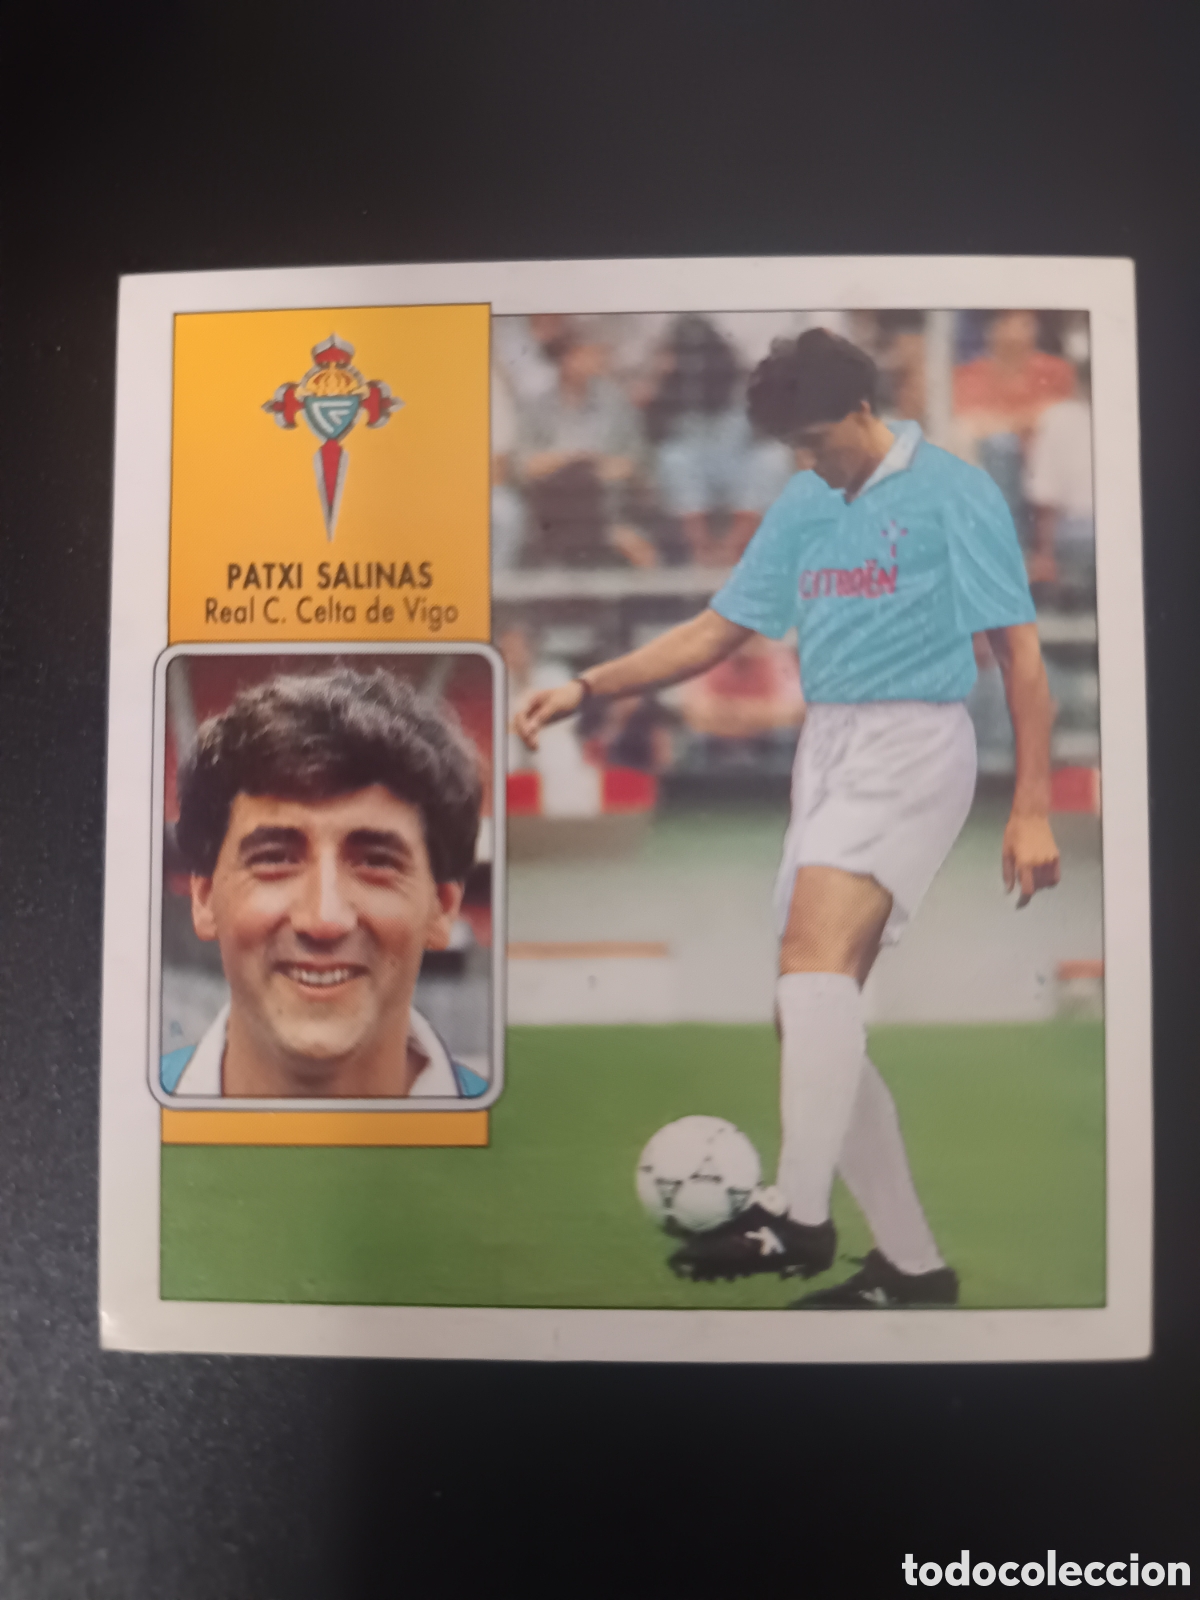 PATXI SALINAS
Real C. Celta de Vigo
CITROËN
todocoleccion